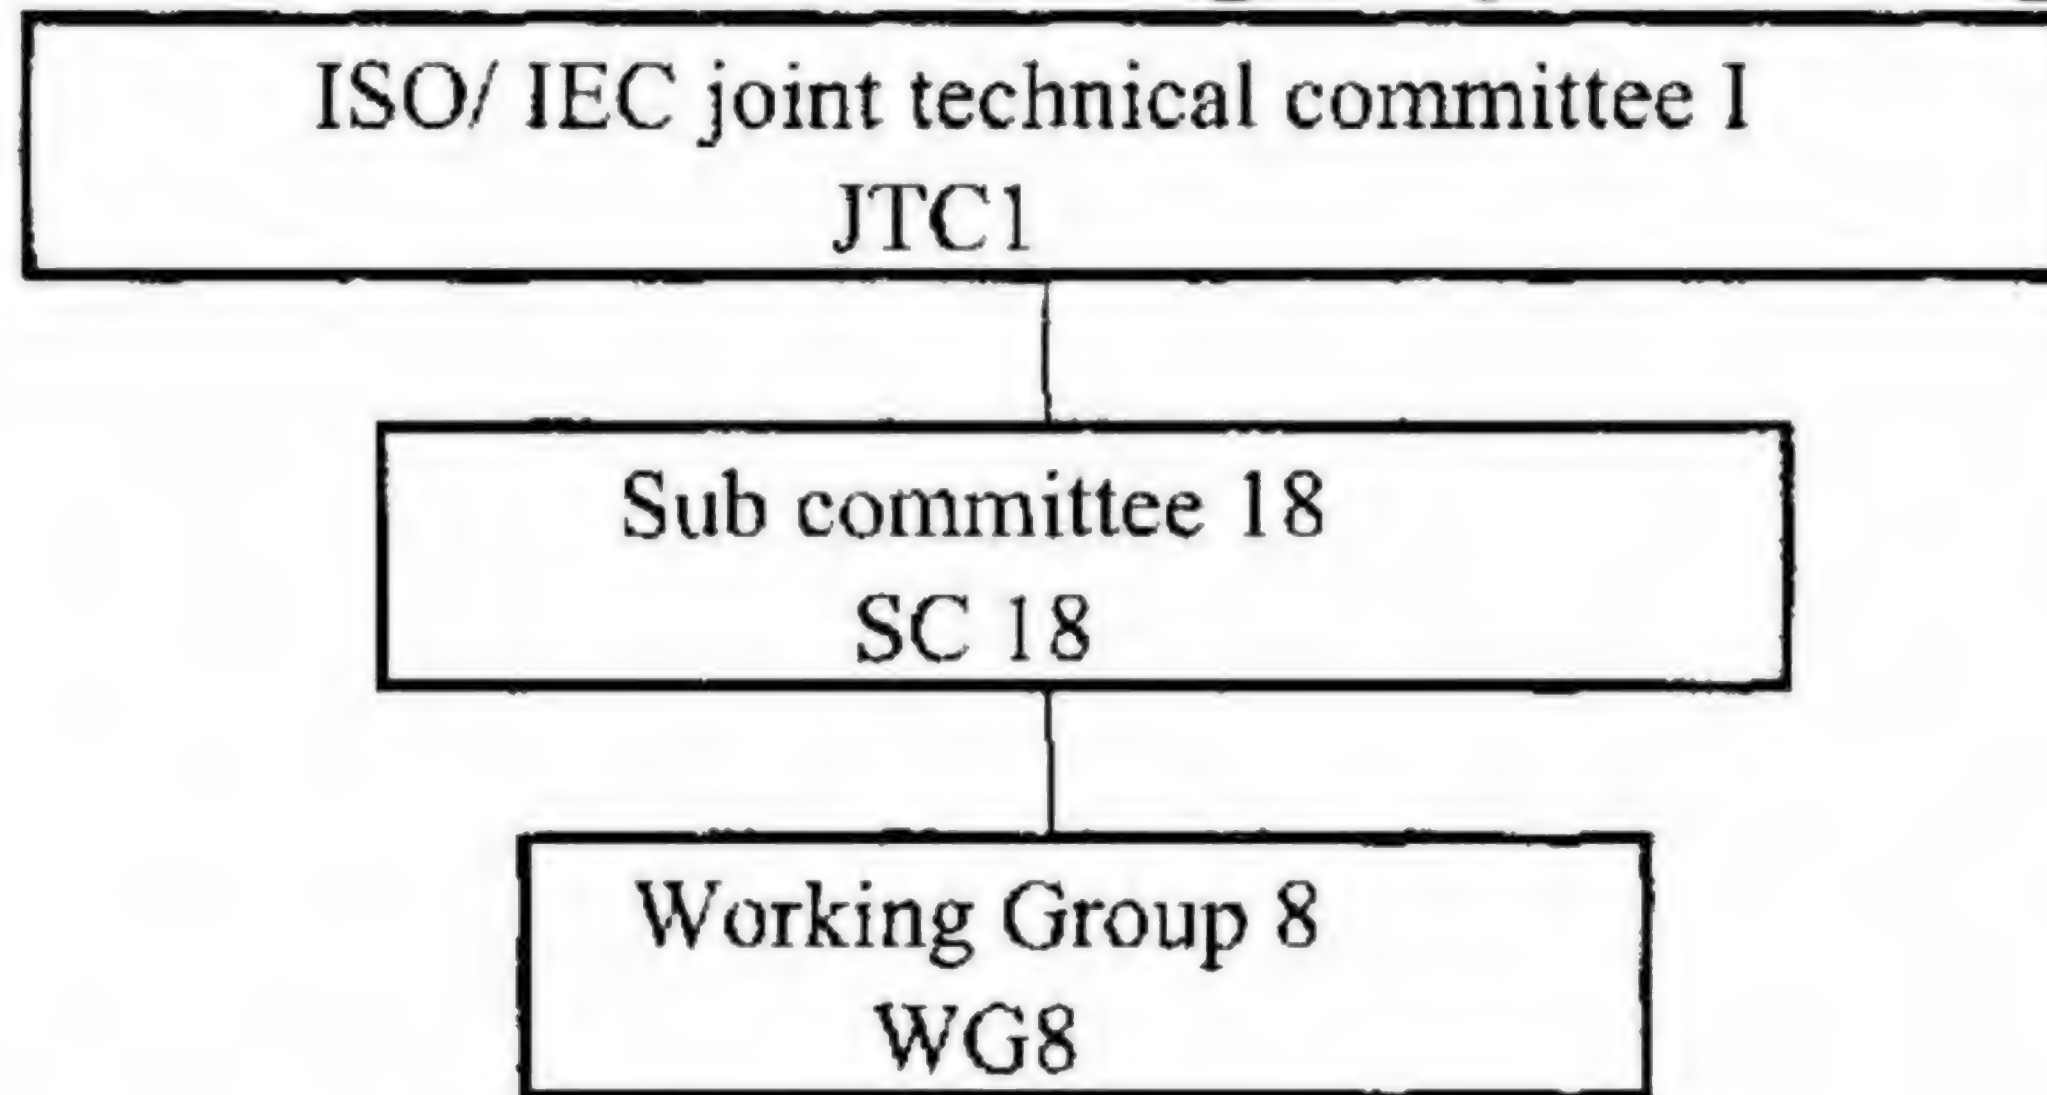 ISO/ IEC joint technical committee I
JTC1
Sub committee 18
SC 18
Working Group 8
WG8